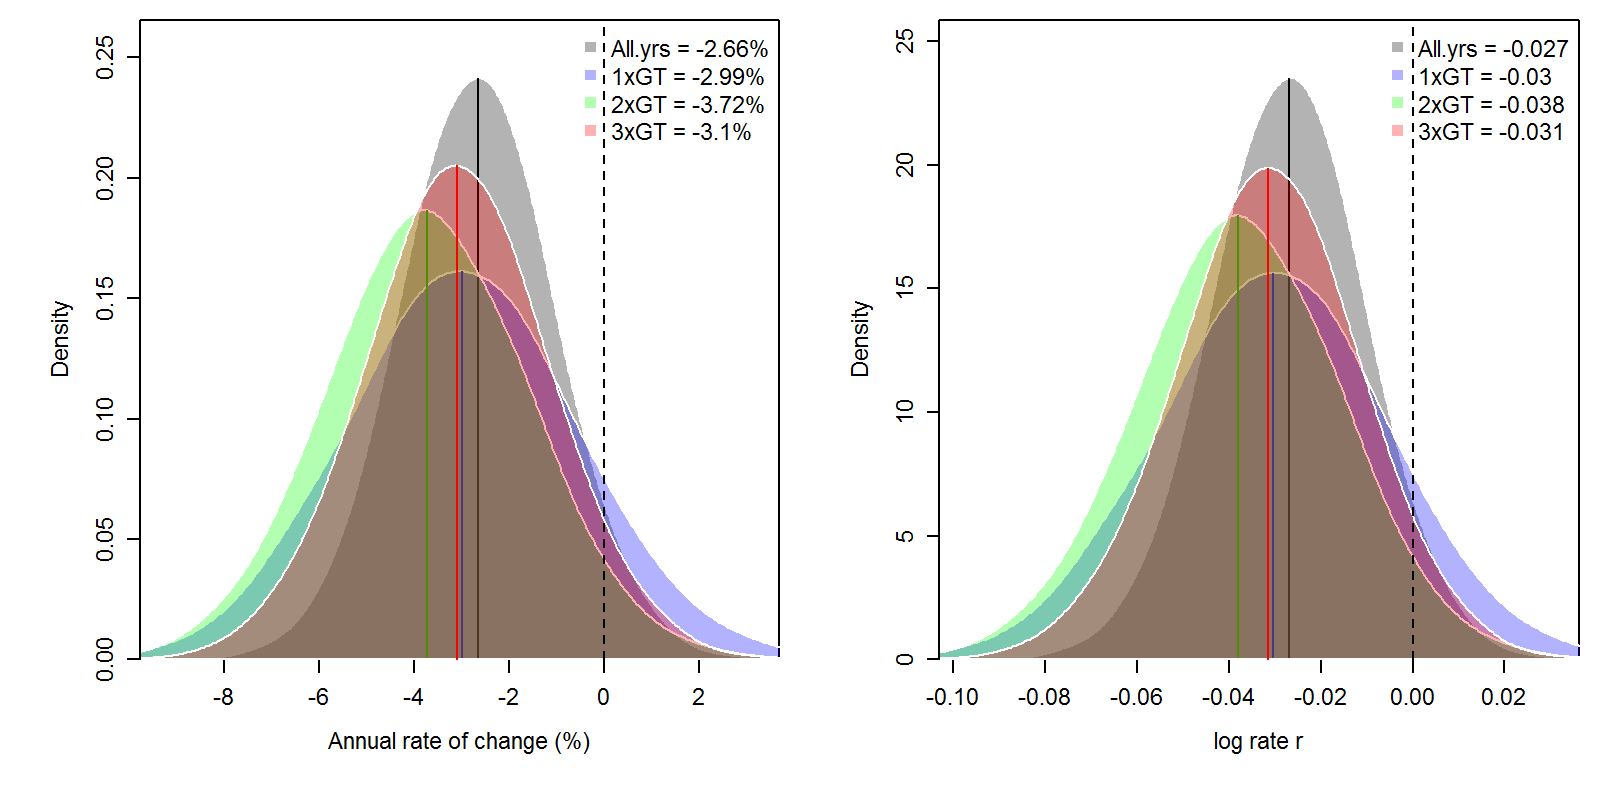 All.yrs = -2.66%
1xGT = -2.99%
2xGT = -3.72%
3xGT = -3.1%
0.25
0.20
0.15
0.10
0.05
0.00
Density
-8 -6 -4 -2 0 2
Annual rate of change (%)
All.yrs = -0.027
1xGT = -0.03
2xGT = -0.038
3xGT = -0.031
25
20
15
10
5
0
Density
-0.10 -0.08 -0.06 -0.04 -0.02 0.00 0.02
log rate r